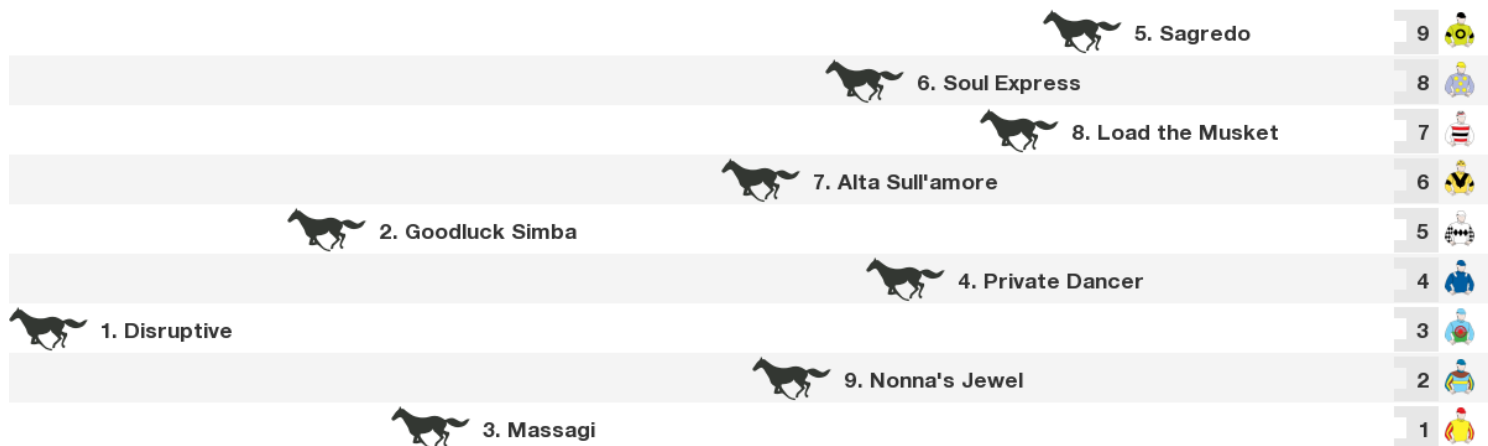 5. Sagredo 9
6. Soul Express 8
8. Load the Musket 7
7. Alta Sull'amore 6
2. Goodluck Simba 5
4. Private Dancer 4
1. Disruptive 3
9. Nonna's Jewel 2
3. Massagi 1